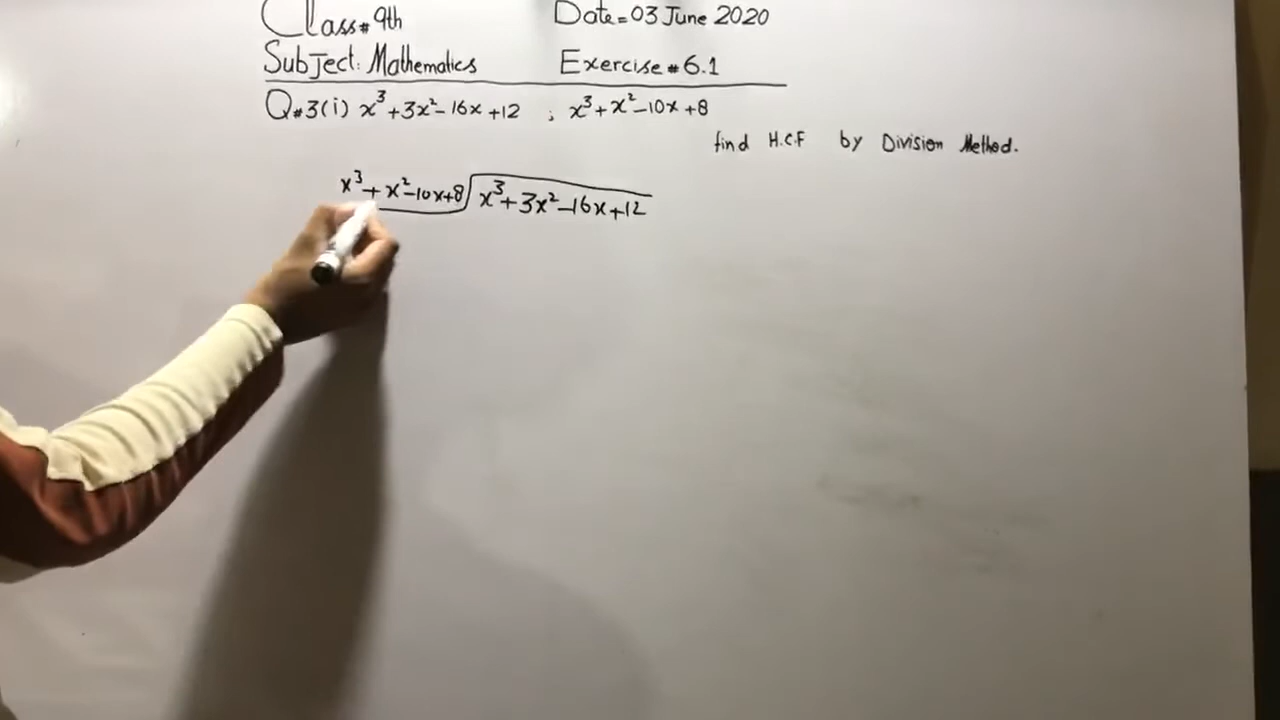 Class# 9th Date=03 June 2020
Subject: Mathematics Exercise#6.1
Q#3(i) x³+3x²-16x+12 ; x³+x²-10x+8
find H.C.F by Division Method.
x³+x²-10x+8)x³+3x²-16x+12